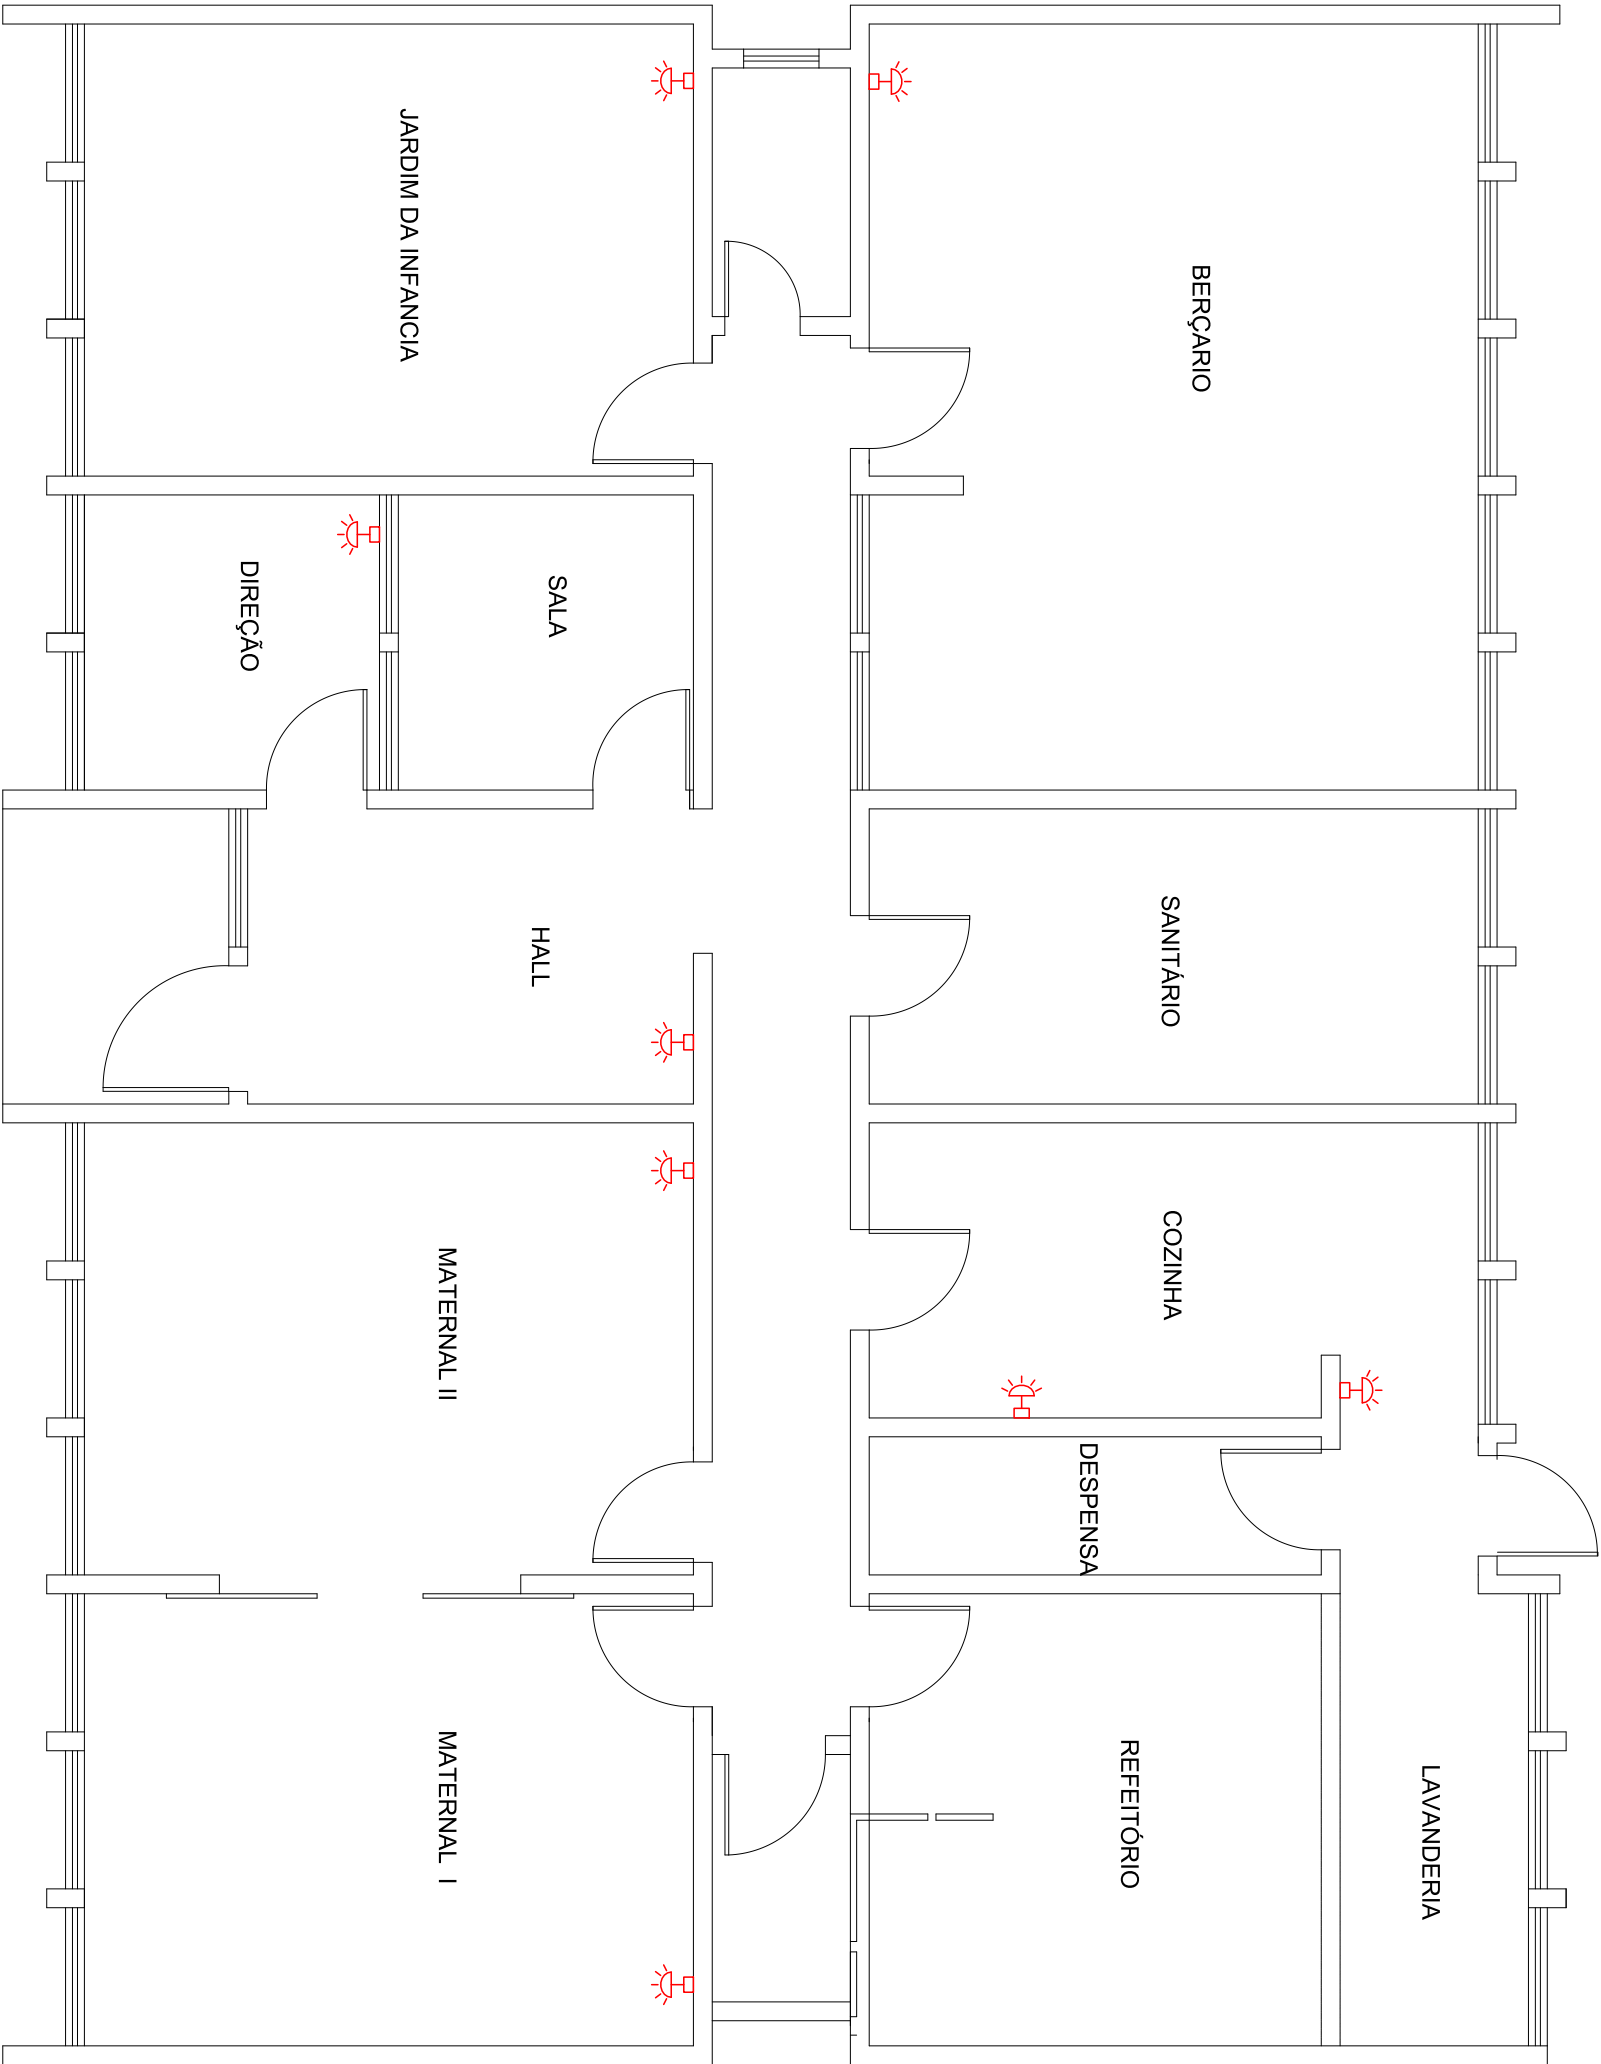 BERÇARIO
JARDIM DA INFANCIA
SALA
DIREÇÃO
SANITÁRIO
HALL
COZINHA
MATERNAL II
DESPENSA
LAVANDERIA
REFEITÓRIO
MATERNAL I